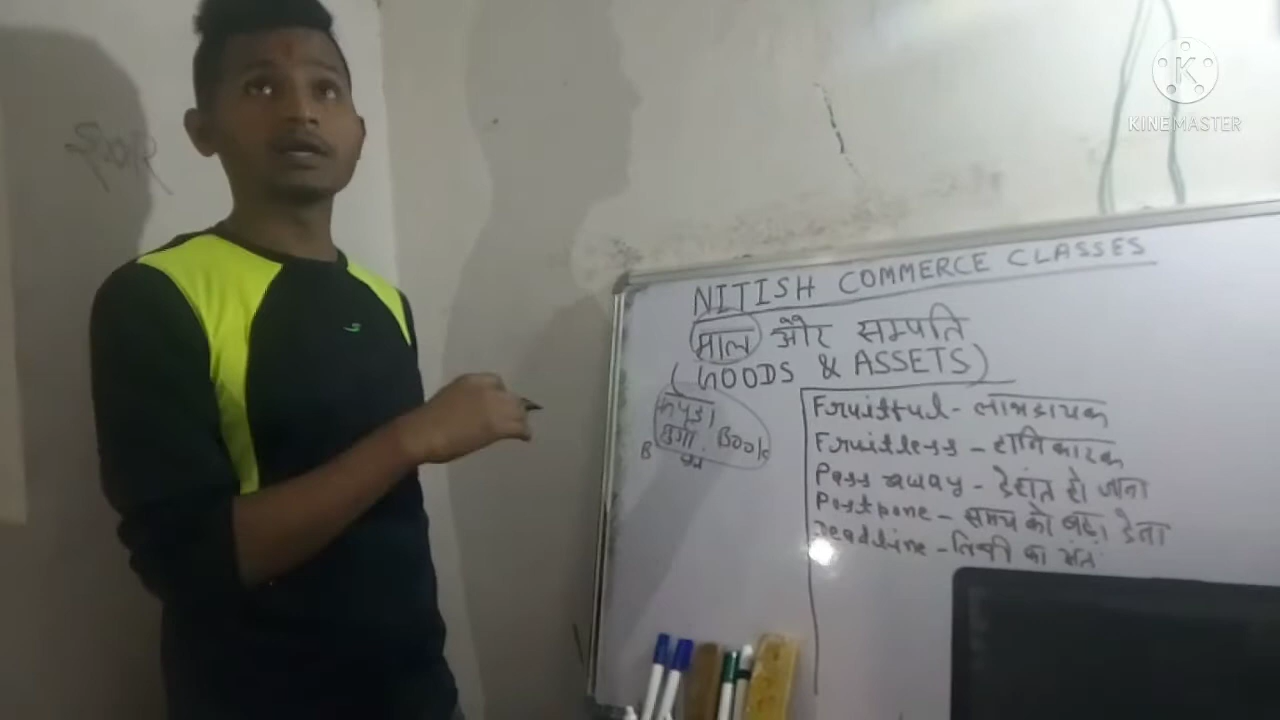 KINEMASTER
NITISH COMMERCE CLASSES
माल और सम्पति
(GOODS & ASSETS)
कपड़ा
Book
B
Fruitful - लाभदायक
Fruitless - हानिकारक
Pass away - देहांत हो जाना
Postpone - समय को बढ़ा देना
Deadline - तिथी का अंत